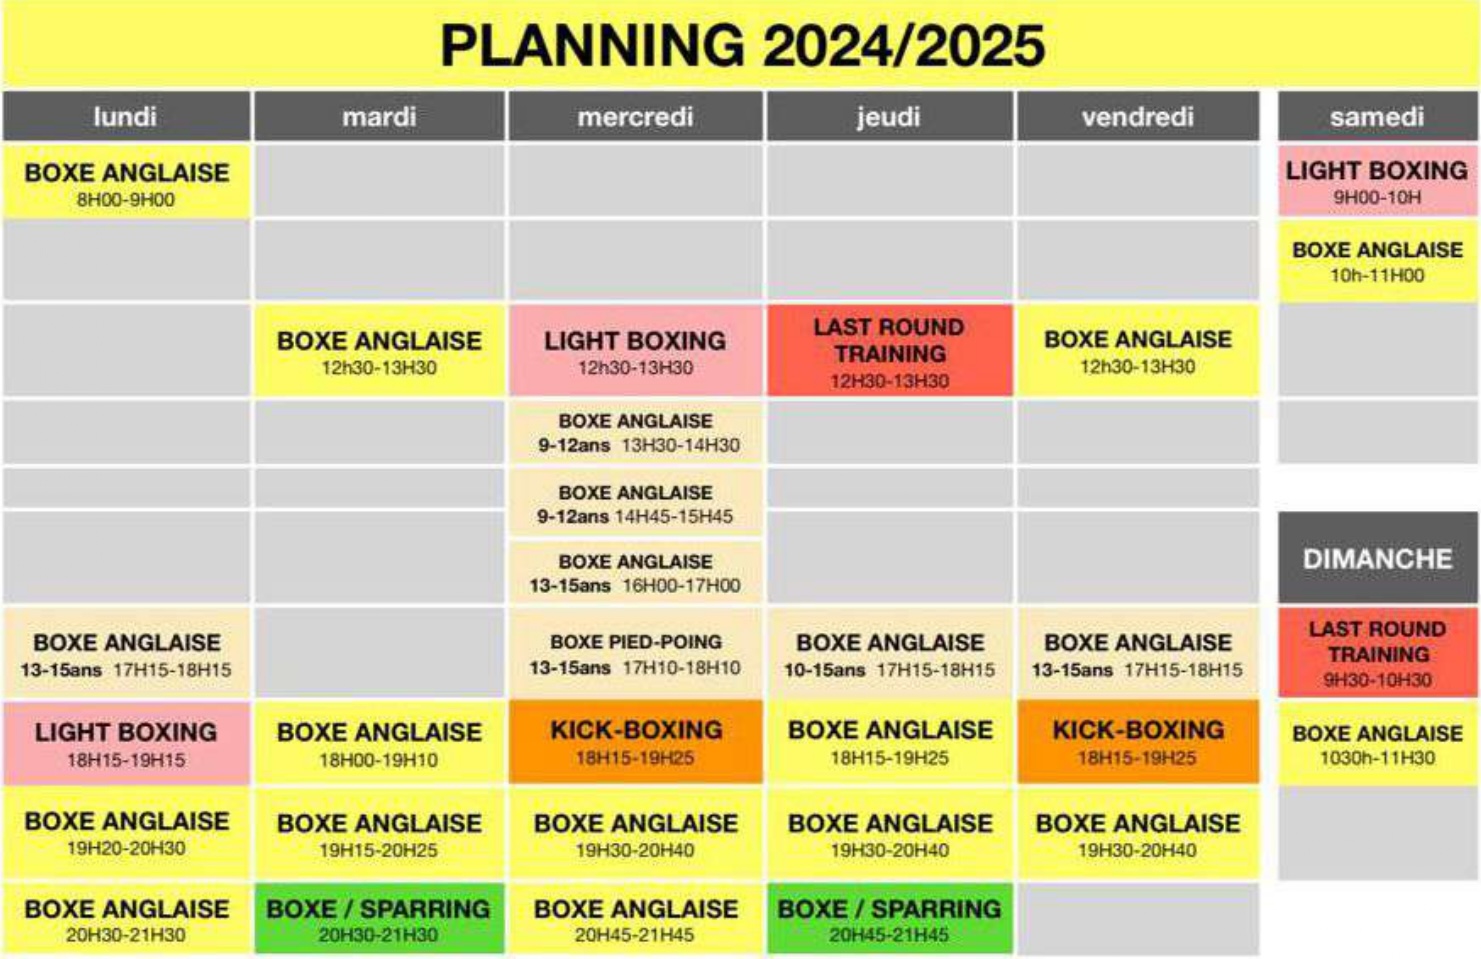 PLANNING 2024/2025
lundi mardi mercredi jeudi vendredi samedi
BOXE ANGLAISE
8H00-9H00
LIGHT BOXING
9H00-10H
BOXE ANGLAISE
10h-11H00
BOXE ANGLAISE
12h30-13H30
LIGHT BOXING
12h30-13H30
LAST ROUND
TRAINING
12H30-13H30
BOXE ANGLAISE
12h30-13H30
BOXE ANGLAISE
9-12ans 13H30-14H30
BOXE ANGLAISE
9-12ans 14H45-15H45
BOXE ANGLAISE
13-15ans 16H00-17H00
DIMANCHE
BOXE ANGLAISE
13-15ans 17H15-18H15
BOXE PIED-POING
13-15ans 17H10-18H10
BOXE ANGLAISE
10-15ans 17H15-18H15
BOXE ANGLAISE
13-15ans 17H15-18H15
LAST ROUND
TRAINING
9H30-10H30
LIGHT BOXING
18H15-19H15
BOXE ANGLAISE
18H00-19H10
KICK-BOXING
18H15-19H25
BOXE ANGLAISE
18H15-19H25
KICK-BOXING
18H15-19H25
BOXE ANGLAISE
1030h-11H30
BOXE ANGLAISE
19H20-20H30
BOXE ANGLAISE
19H15-20H25
BOXE ANGLAISE
19H30-20H40
BOXE ANGLAISE
19H30-20H40
BOXE ANGLAISE
19H30-20H40
BOXE ANGLAISE
20H30-21H30
BOXE / SPARRING
20H30-21H30
BOXE ANGLAISE
20H45-21H45
BOXE / SPARRING
20H45-21H45